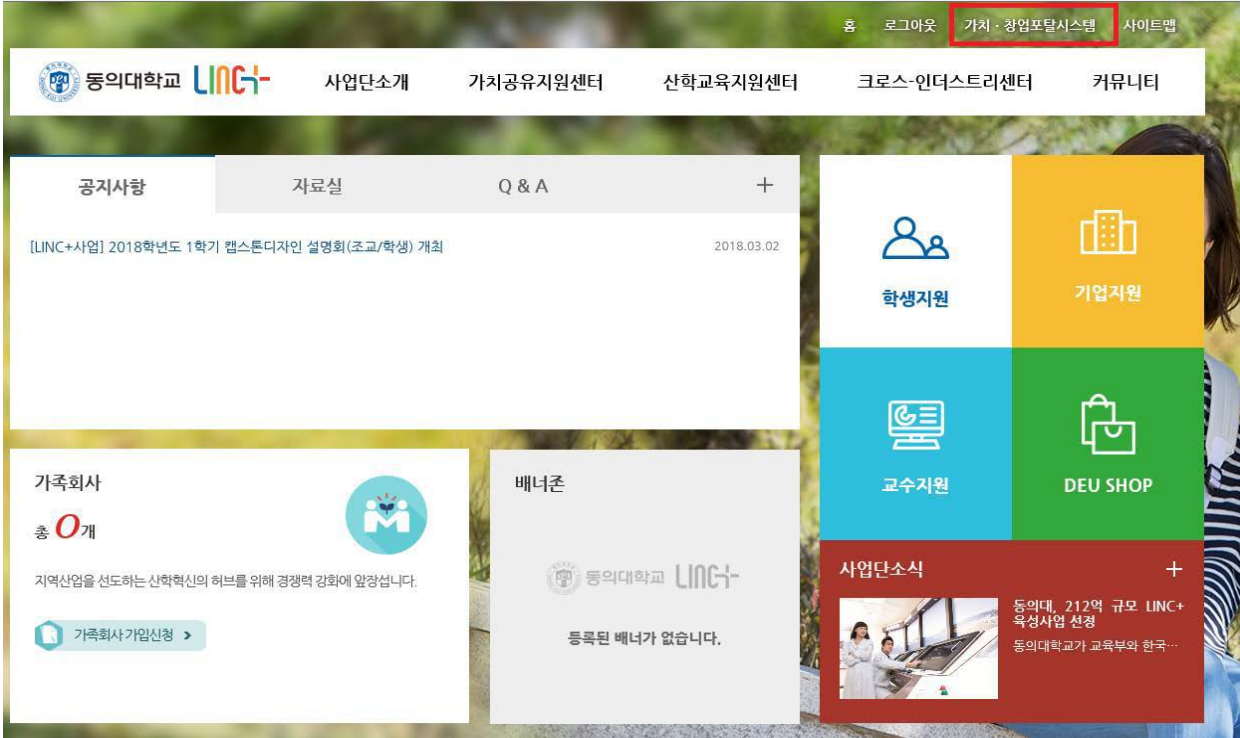 홈 로그아웃 가치 · 창업포탈시스템 사이트맵
동의대학교 LINC+ 사업단소개 가치공유지원센터 산학교육지원센터 크로스-인더스트리센터 커뮤니티
공지사항 자료실 Q & A +
[LINC+사업] 2018학년도 1학기 캡스톤디자인 설명회(조교/학생) 개최 2018.03.02
학생지원
기업지원
교수지원
DEU SHOP
가족회사
총 0개
지역산업을 선도하는 산학혁신의 허브를 위해 경쟁력 강화에 앞장섭니다.
가족회사 가입신청 >
배너존
동의대학교 LINC+
등록된 배너가 없습니다.
사업단소식 +
동의대, 212억 규모 LINC+
육성사업 선정
동의대학교가 교육부와 한국···